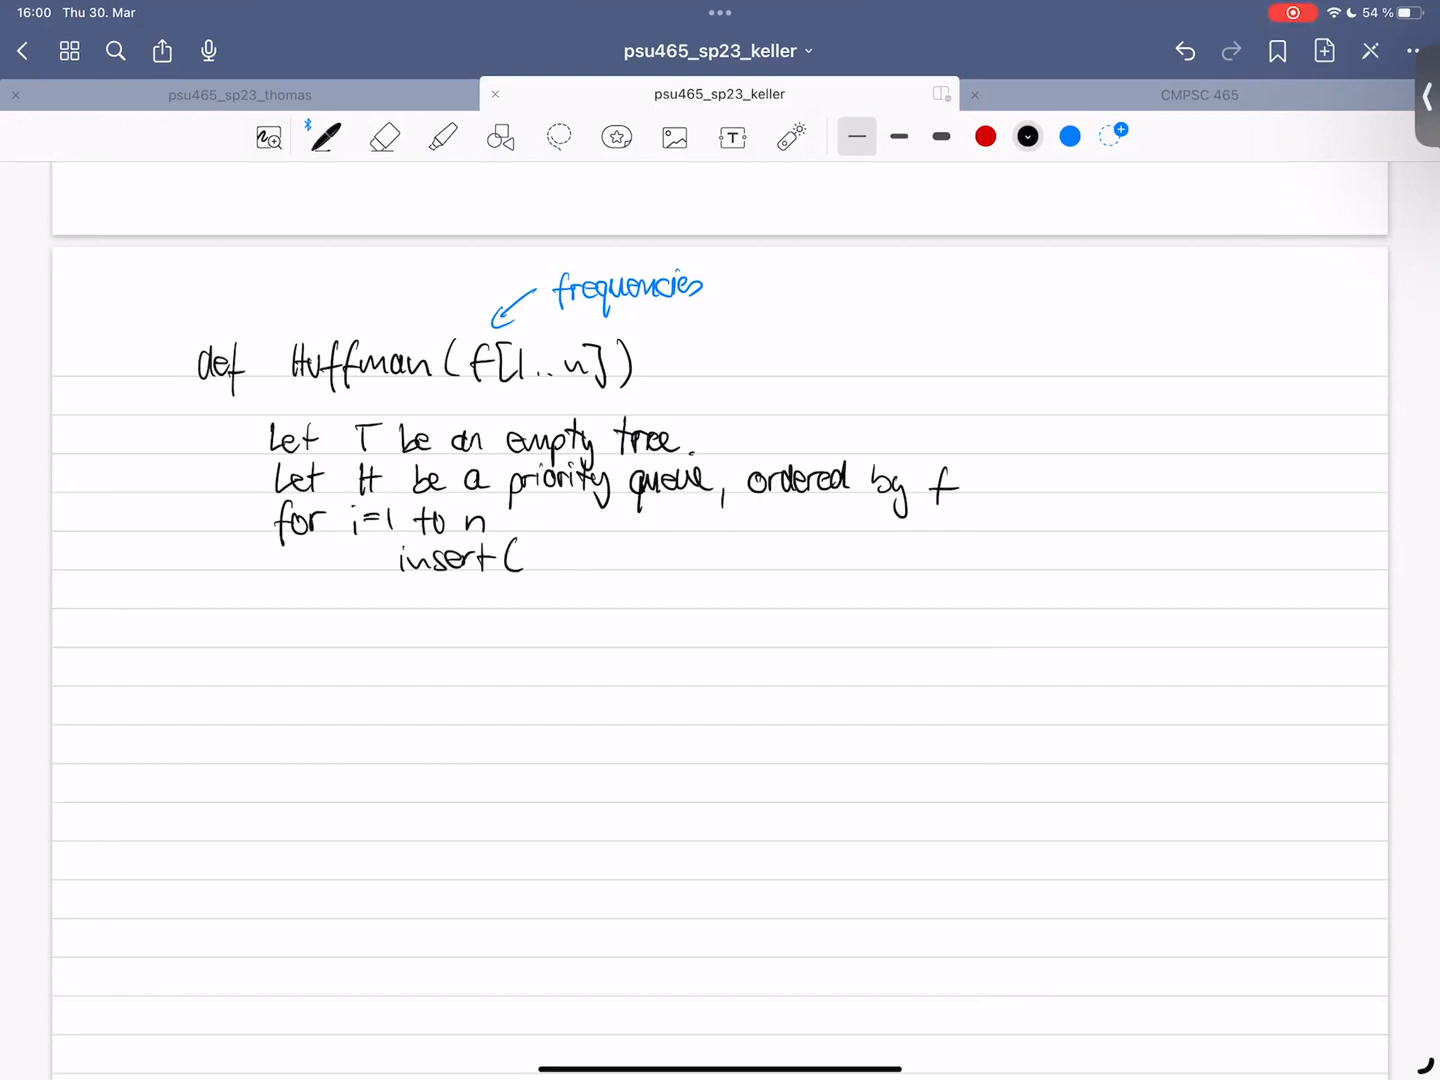 16:00 Thu 30. Mar
54 %
psu465_sp23_keller
psu465_sp23_thomas
psu465_sp23_keller
CMPSC 465
T
frequencies
def Huffman(f[1..n])
Let T be an empty tree.
Let H be a priority queue, ordered by f
for i=1 to n
insert(